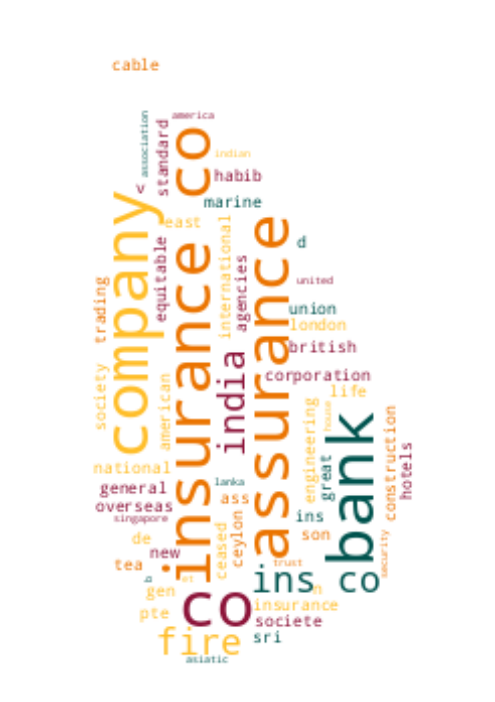 cable
association
america
standard
co
indian
v
habib
marine
company
east
equitable
insurance
international
agencies
assurance
d
united
trading
union
london
british
india
corporation
society
american
life
engineering
house
bank
construction
hotels
national
great
general
lanka
ass
overseas
singapore
ins
ceased
ceylon
son
de
new
security
tea
trust
et
ins co
n
gen
co
insurance
pte
societe
fire
sri
asiatic